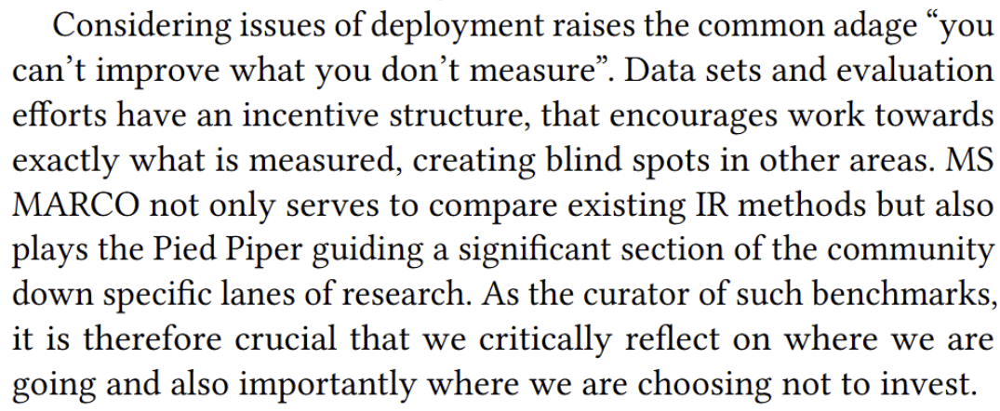 Considering issues of deployment raises the common adage “you
can’t improve what you don’t measure”. Data sets and evaluation
efforts have an incentive structure, that encourages work towards
exactly what is measured, creating blind spots in other areas. MS
MARCO not only serves to compare existing IR methods but also
plays the Pied Piper guiding a significant section of the community
down specific lanes of research. As the curator of such benchmarks,
it is therefore crucial that we critically reflect on where we are
going and also importantly where we are choosing not to invest.